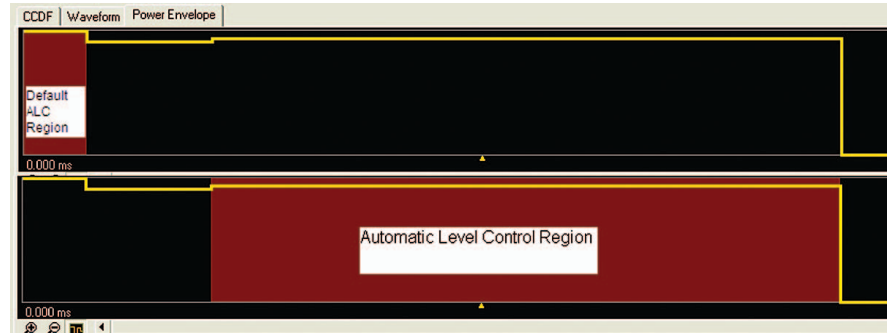 CCDF Waveform Power Envelope
Default
ALC
Region
0.000 ms
Automatic Level Control Region
0.000 ms